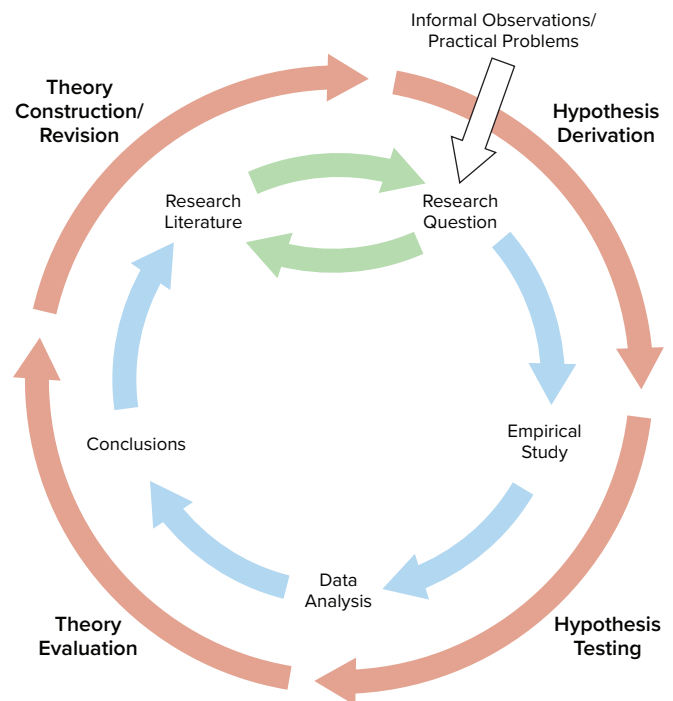 Informal Observations/
Practical Problems
Theory
Construction/
Revision
Hypothesis
Derivation
Research
Literature
Research
Question
Conclusions
Empirical
Study
Data
Analysis
Theory
Evaluation
Hypothesis
Testing